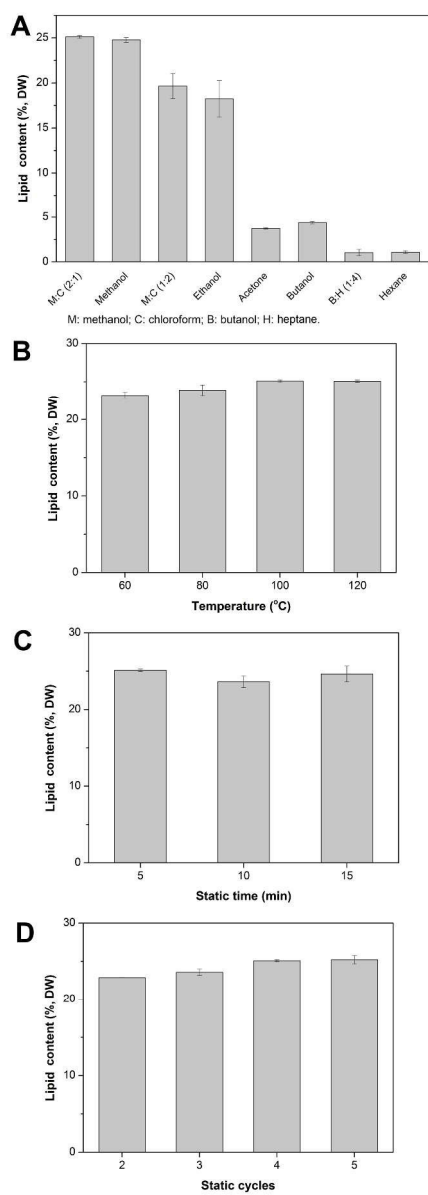 A
Lipid content (%, DW)
25
20
15
10
5
0
M:C (2:1)
Methanol
M:C (1:2)
Ethanol
Acetone
Butanol
B:H (1:4)
Hexane
M: methanol; C: chloroform; B: butanol; H: heptane.
B
Lipid content (%, DW)
30
20
10
0
60 80 100 120
Temperature (°C)
C
Lipid content (%, DW)
30
20
10
0
5 10 15
Static time (min)
D
Lipid content (%, DW)
30
20
10
0
2 3 4 5
Static cycles